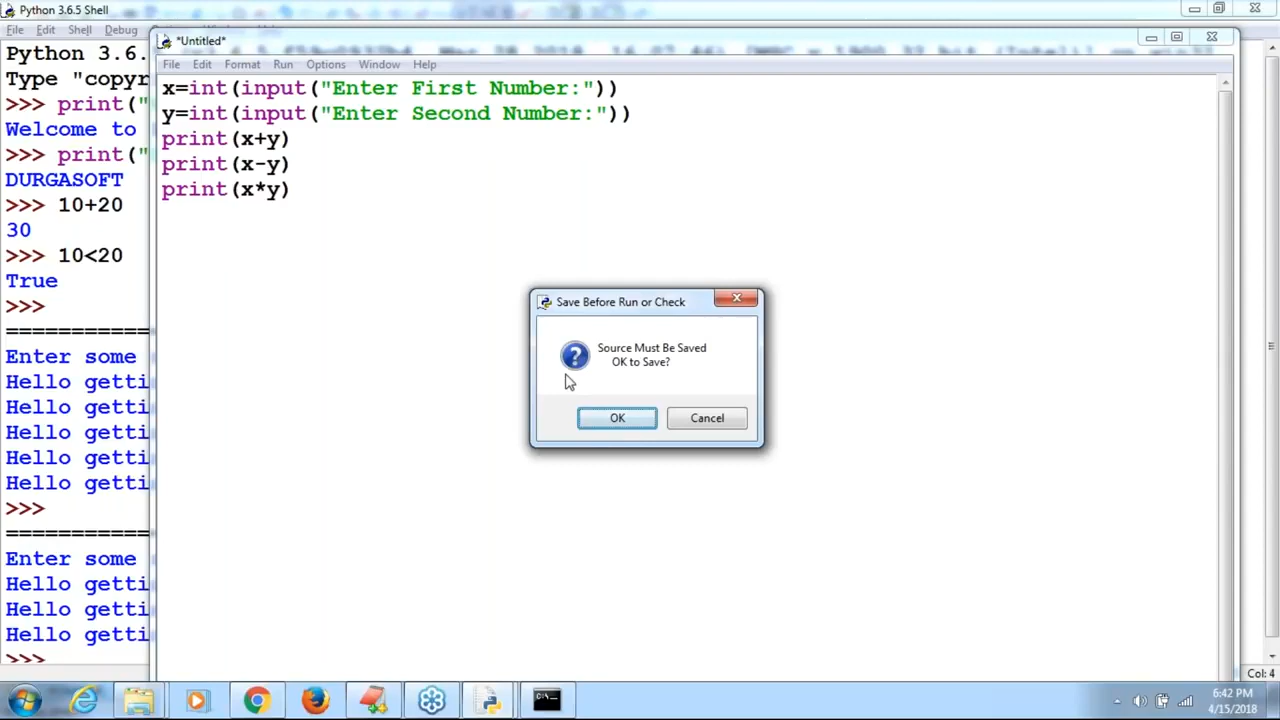 Python 3.6.5 Shell
File Edit Shell Debug
Python 3.6.
Type "copyr
>>> print("
Welcome to
>>> print("
DURGASOFT
>>> 10+20
30
>>> 10<20
True
>>>
===========
Enter some
Hello getti
Hello getti
Hello getti
Hello getti
Hello getti
>>>
===========
Enter some
Hello getti
Hello getti
Hello getti
>>>
*Untitled*
File Edit Format Run Options Window Help
x=int(input("Enter First Number:"))
y=int(input("Enter Second Number:"))
print(x+y)
print(x-y)
print(x*y)
Save Before Run or Check
Source Must Be Saved
OK to Save?
OK Cancel
Col: 4
6:42 PM
4/15/2018